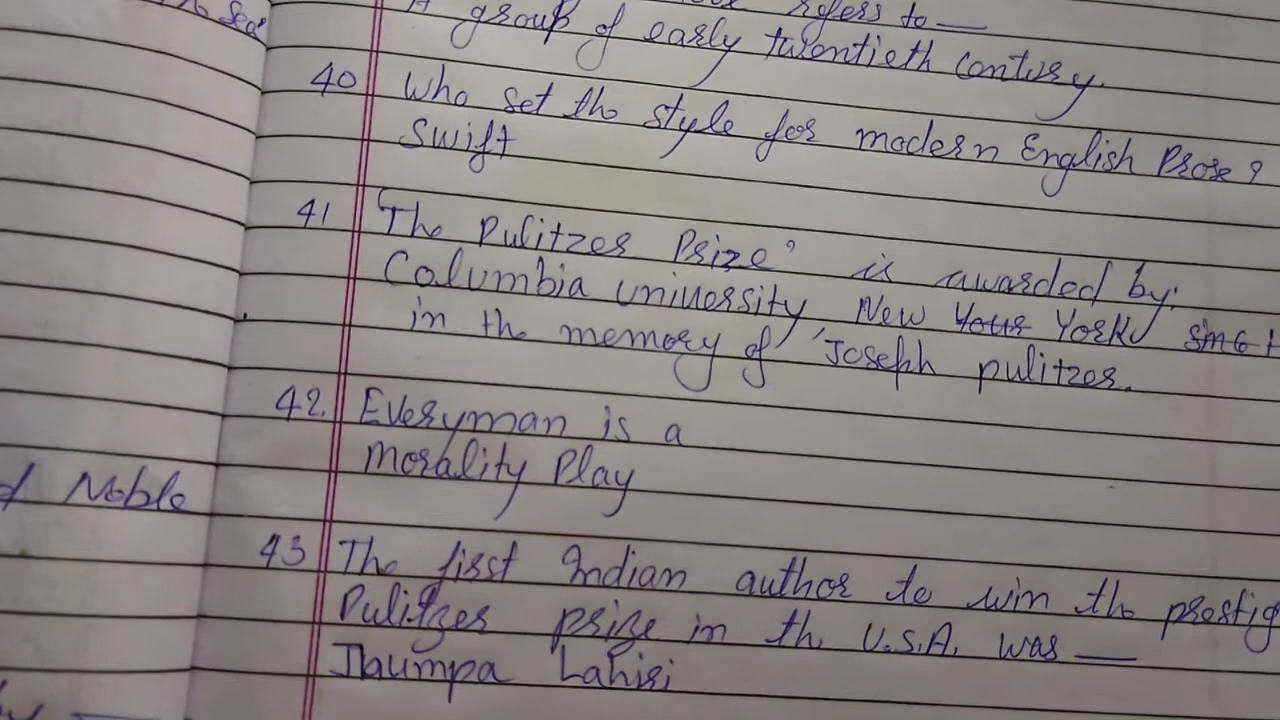 refers to __
A group of early twentieth century.
40 Who set the style for modern English Prose?
Swift
41 'The Pulitzer Prize' is awarded by:
Columbia university, New York
in the memory of 'Joseph pulitzer.
42. Everyman is a
Morality Play
Noble
43 The first Indian author to win the prestig
Pulitzer prize in the U.S.A. was __
Jhumpa Lahiri